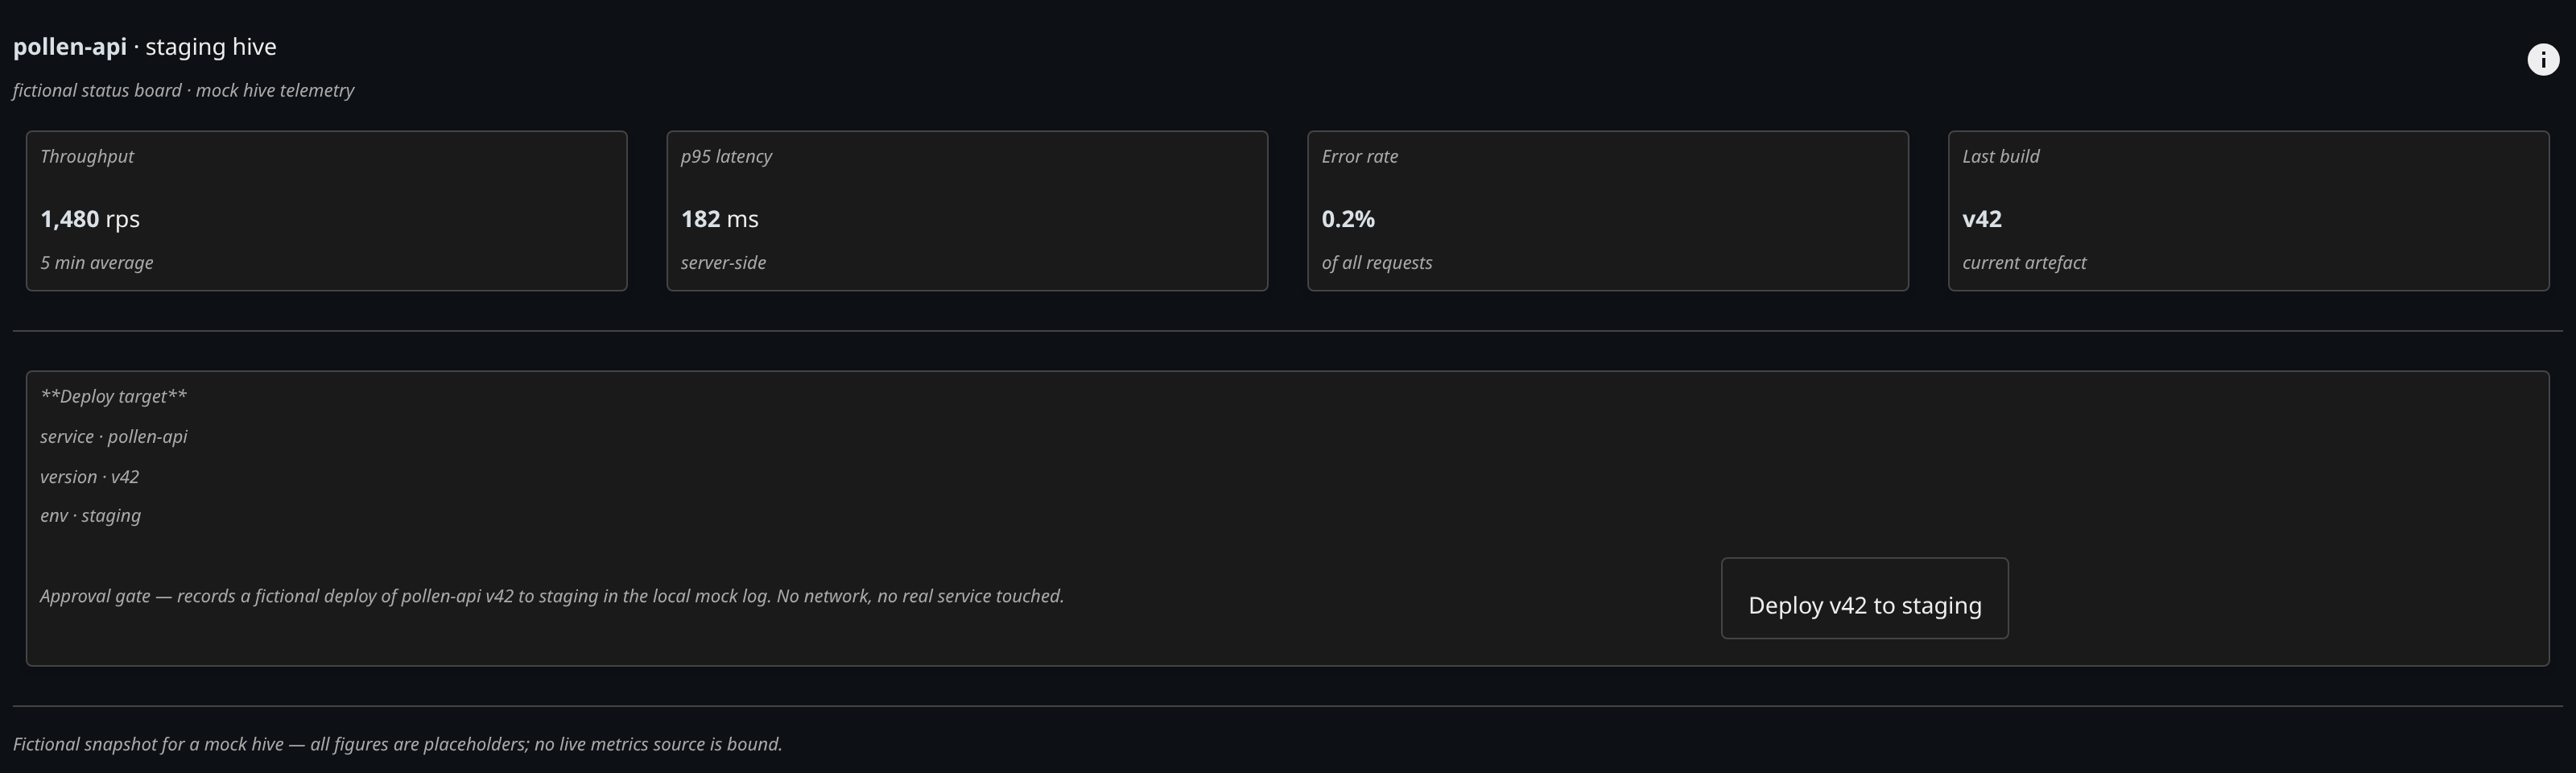 pollen-api · staging hive
fictional status board · mock hive telemetry
Throughput
1,480 rps
5 min average
p95 latency
182 ms
server-side
Error rate
0.2%
of all requests
Last build
v42
current artefact
**Deploy target**
service · pollen-api
version · v42
env · staging
Approval gate — records a fictional deploy of pollen-api v42 to staging in the local mock log. No network, no real service touched.
Deploy v42 to staging
Fictional snapshot for a mock hive — all figures are placeholders; no live metrics source is bound.